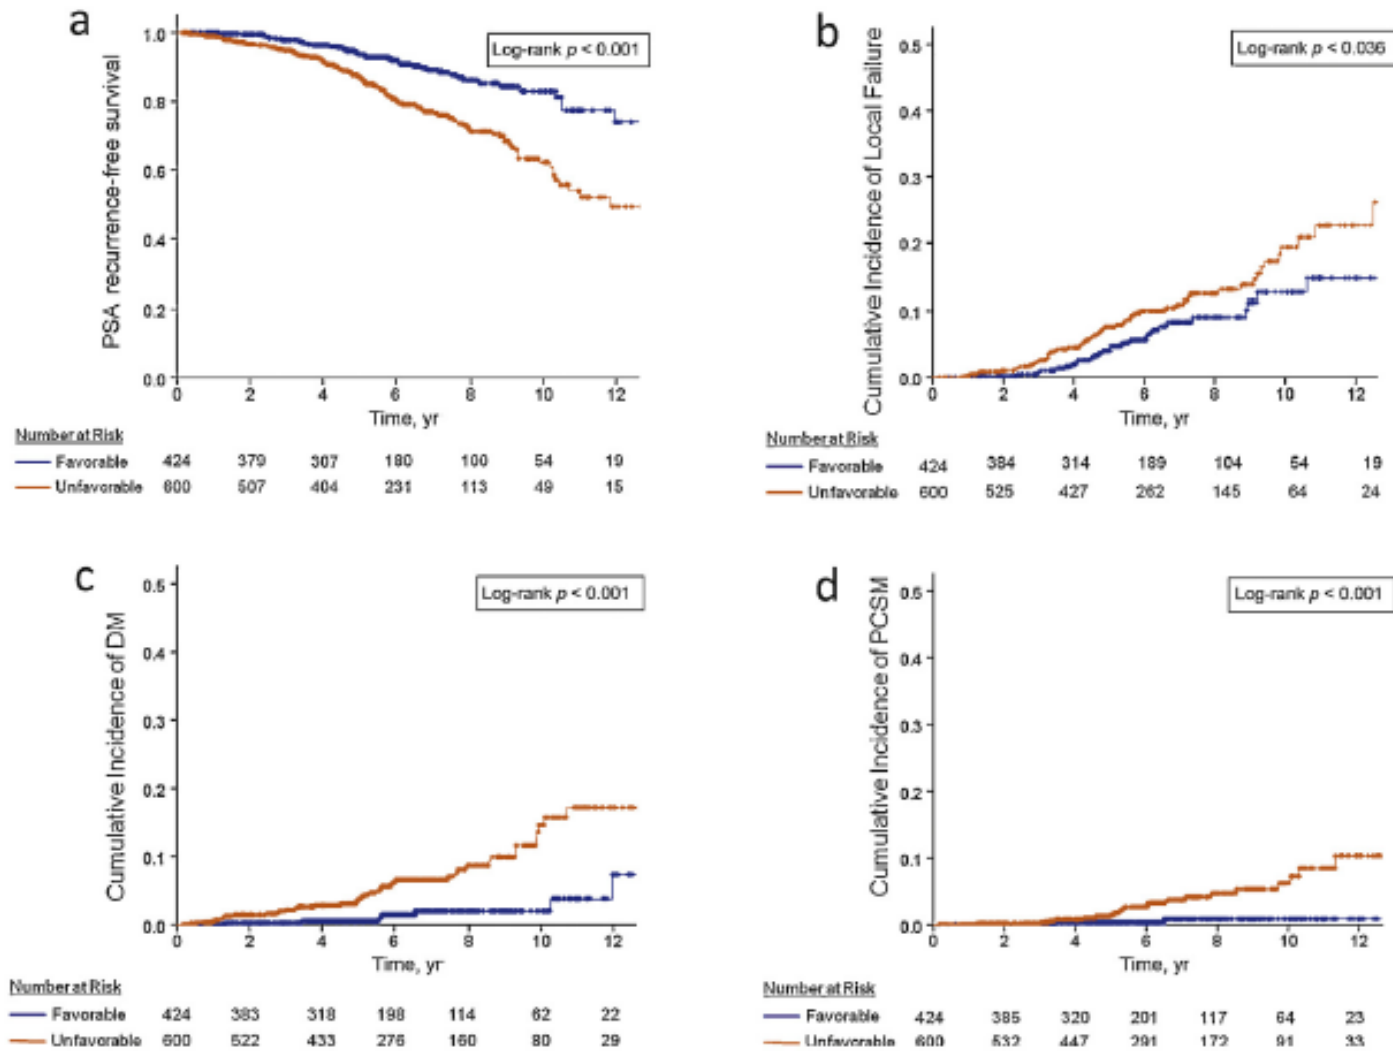 a
PSA recurrence-free survival
1.0
0.8
0.6
0.4
0.2
0.0
Log-rank p < 0.001
0 2 4 6 8 10 12
Time, yr
Number at Risk
Favorable 424 379 307 180 100 54 19
Unfavorable 600 507 404 231 113 49 15
b
Cumulative Incidence of Local Failure
0.5
0.4
0.3
0.2
0.1
0.0
Log-rank p < 0.036
0 2 4 6 8 10 12
Time, yr
Number at Risk
Favorable 424 384 314 189 104 54 19
Unfavorable 600 525 427 262 145 64 24
c
Cumulative Incidence of DM
0.5
0.4
0.3
0.2
0.1
0.0
Log-rank p < 0.001
0 2 4 6 8 10 12
Time, yr
Number at Risk
Favorable 424 383 318 198 114 62 22
Unfavorable 600 522 433 276 160 80 29
d
Cumulative Incidence of PCSM
0.5
0.4
0.3
0.2
0.1
0.0
Log-rank p < 0.001
0 2 4 6 8 10 12
Time, yr
Number at Risk
Favorable 424 385 320 201 117 64 23
Unfavorable 600 532 447 291 172 91 33